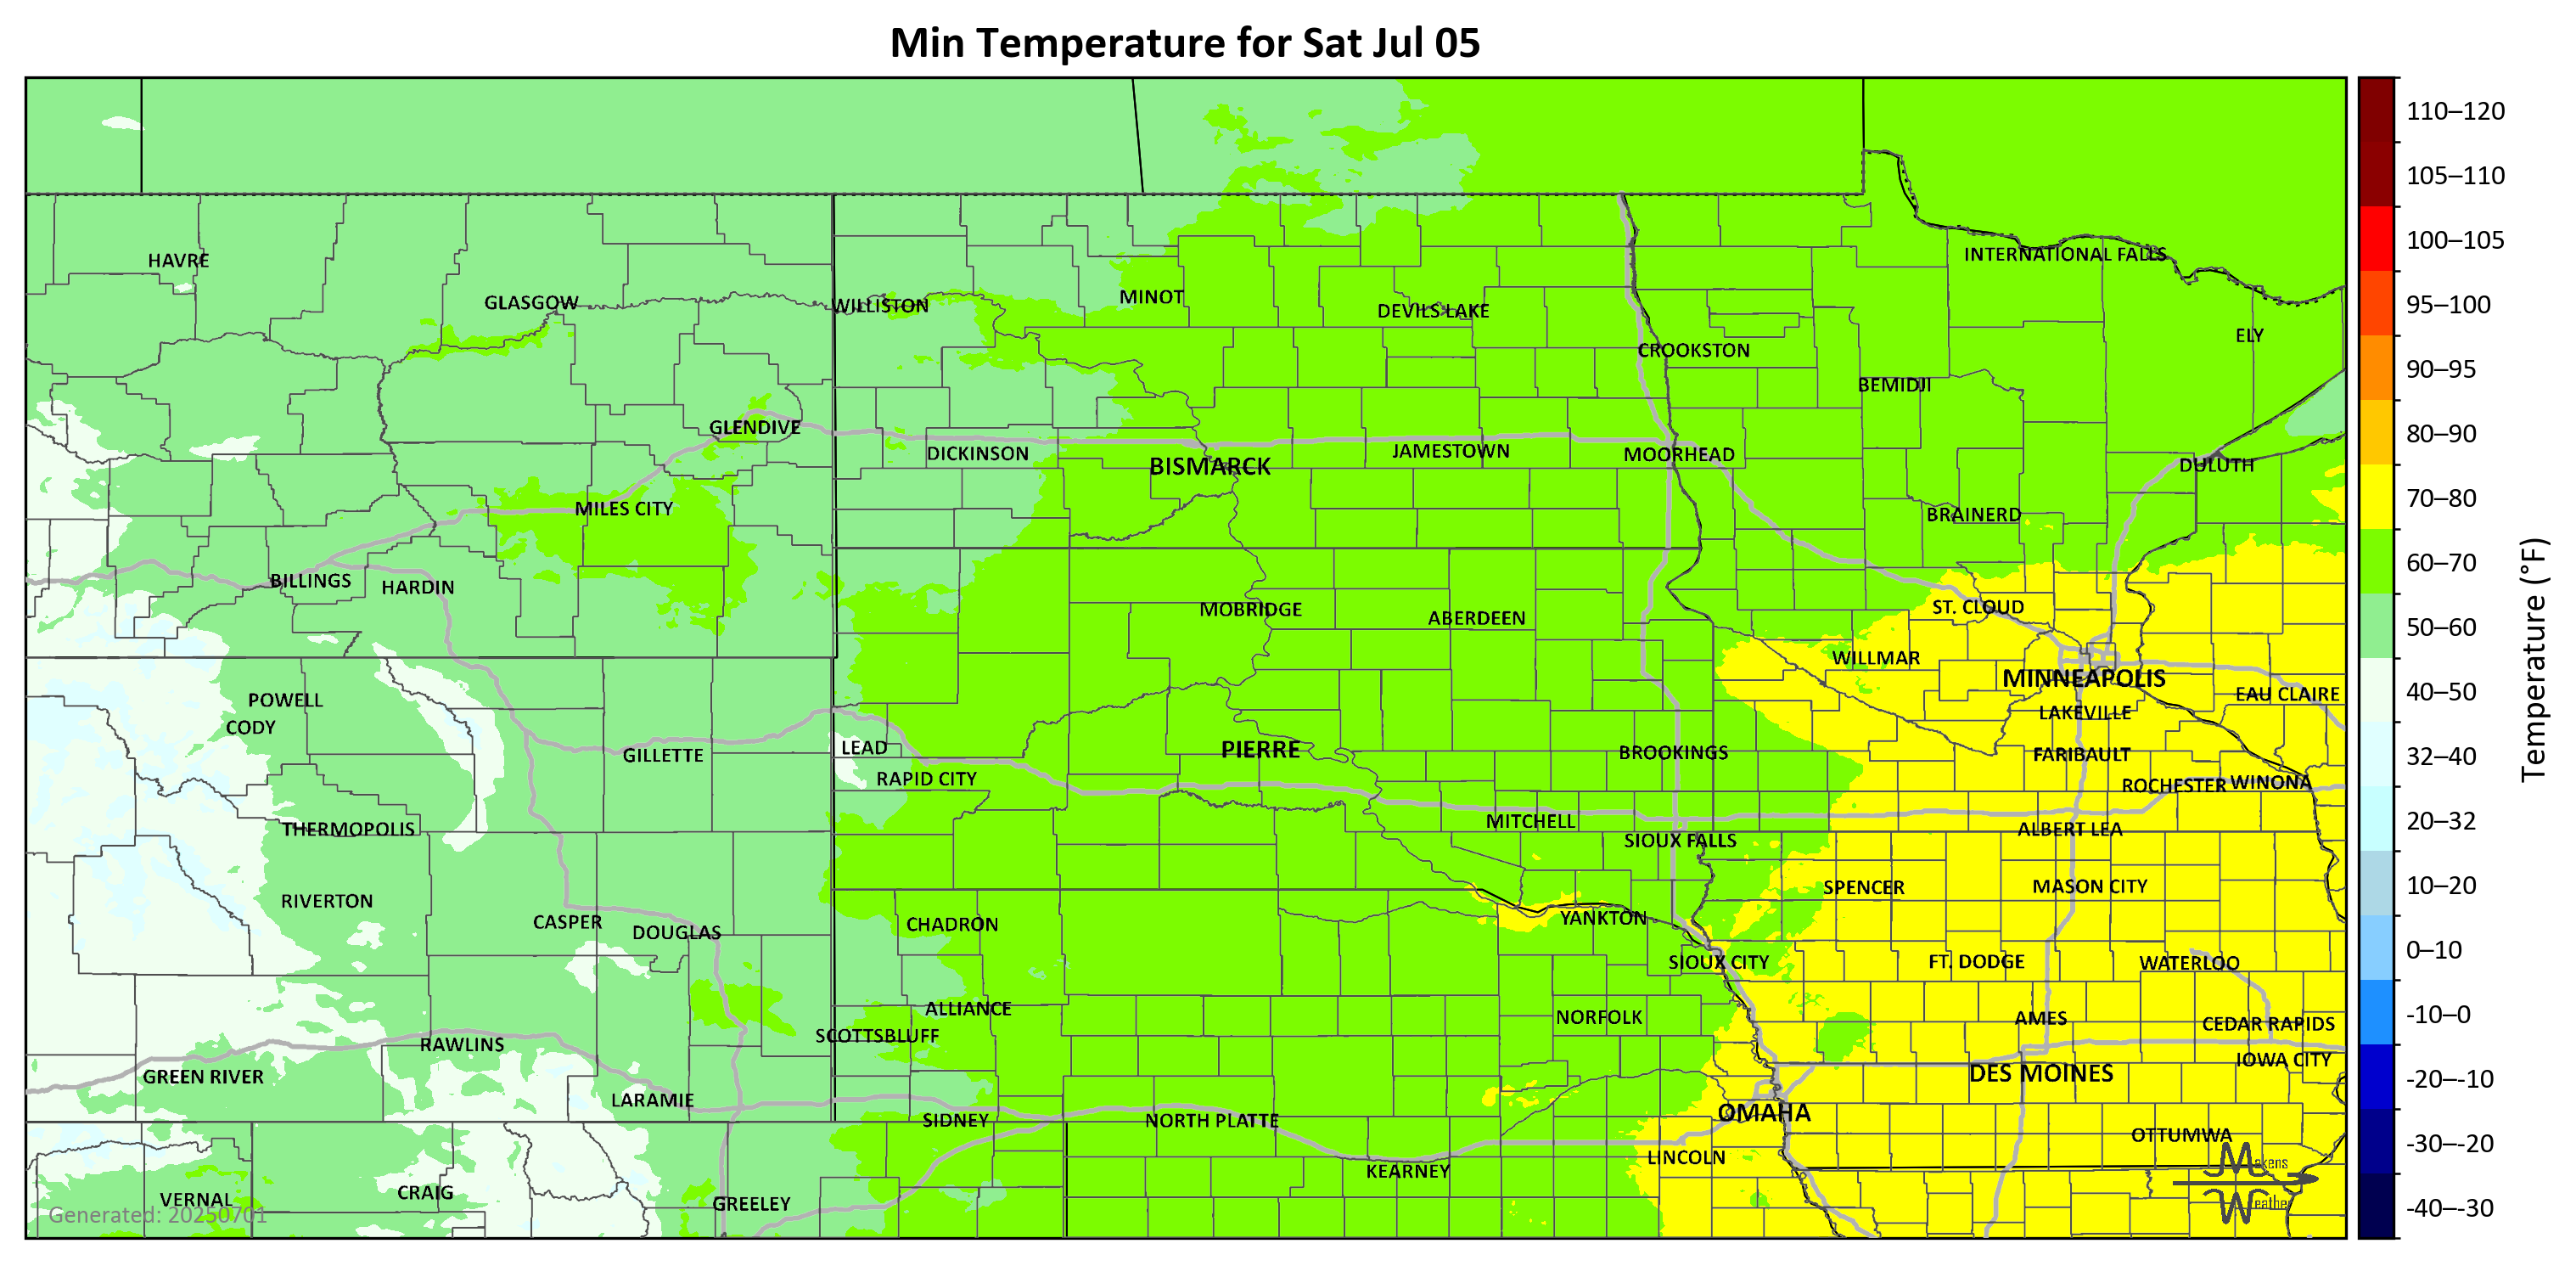 Min Temperature for Sat Jul 05
110–120
105–110
100–105
95–100
90–95
80–90
70–80
60–70
50–60
40–50
32–40
20–32
10–20
0–10
-10–0
-20–-10
-30–-20
-40–-30
Temperature (°F)
HAVRE
INTERNATIONAL FALLS
GLASGOW
WILLISTON
MINOT
DEVILS LAKE
ELY
CROOKSTON
BEMIDJI
GLENDIVE
DICKINSON
BISMARCK
JAMESTOWN
MOORHEAD
DULUTH
MILES CITY
BRAINERD
BILLINGS
HARDIN
MOBRIDGE
ABERDEEN
ST. CLOUD
WILLMAR
MINNEAPOLIS
EAU CLAIRE
POWELL
CODY
LAKEVILLE
GILLETTE
LEAD
PIERRE
BROOKINGS
FARIBAULT
RAPID CITY
ROCHESTER
WINONA
THERMOPOLIS
MITCHELL
SIOUX FALLS
ALBERT LEA
RIVERTON
SPENCER
MASON CITY
CASPER
DOUGLAS
CHADRON
YANKTON
SIOUX CITY
FT. DODGE
WATERLOO
ALLIANCE
NORFOLK
AMES
CEDAR RAPIDS
SCOTTSBLUFF
RAWLINS
IOWA CITY
GREEN RIVER
DES MOINES
LARAMIE
SIDNEY
NORTH PLATTE
OMAHA
OTTUMWA
LINCOLN
KEARNEY
Makens
Weather
VERNAL
CRAIG
GREELEY
Generated: 20250701